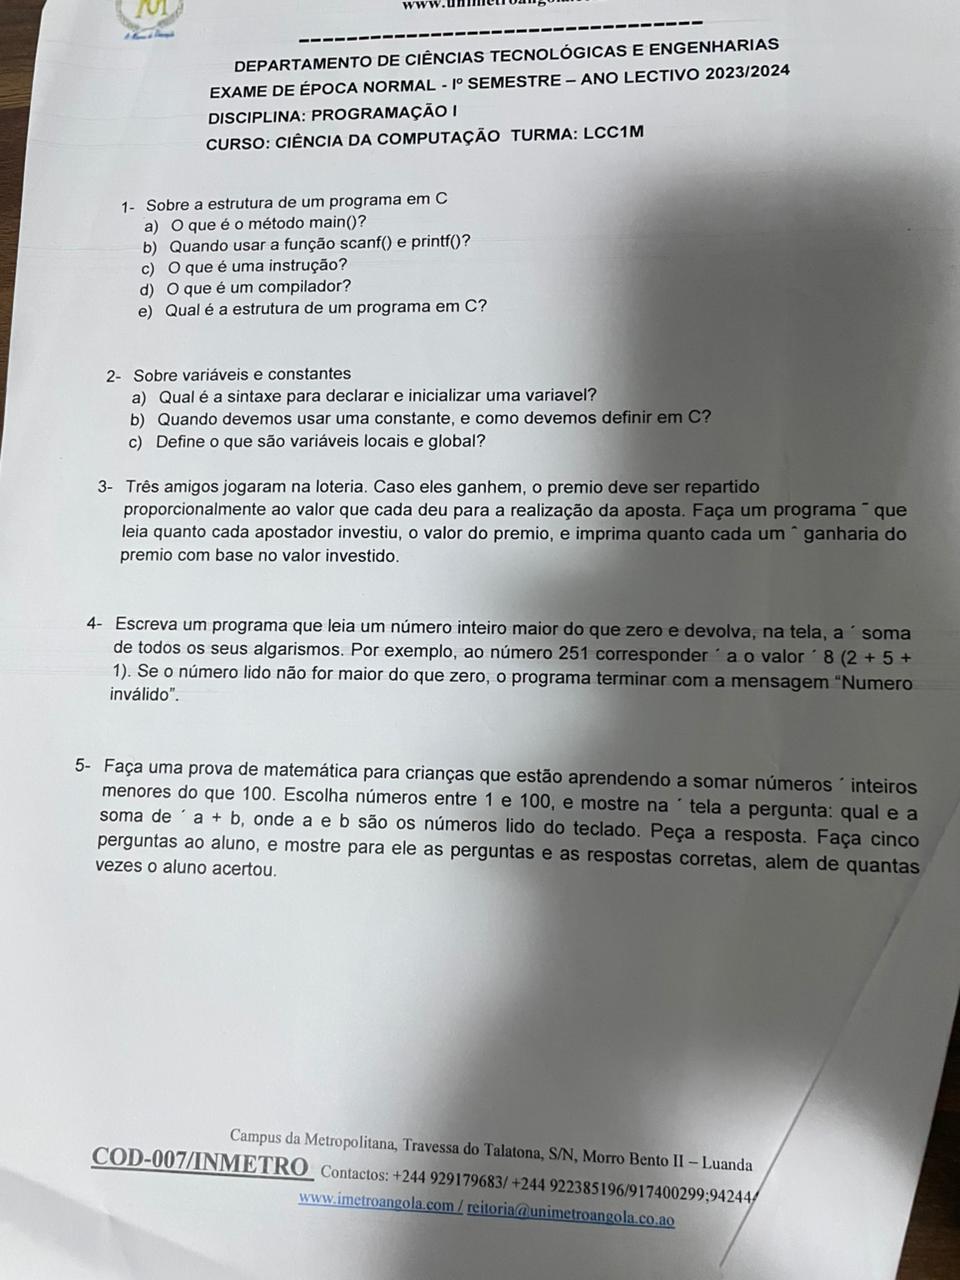 DEPARTAMENTO DE CIÊNCIAS TECNOLÓGICAS E ENGENHARIAS
EXAME DE ÉPOCA NORMAL - Iº SEMESTRE – ANO LECTIVO 2023/2024
DISCIPLINA: PROGRAMAÇÃO I
CURSO: CIÊNCIA DA COMPUTAÇÃO TURMA: LCC1M
1- Sobre a estrutura de um programa em C
a) O que é o método main()?
b) Quando usar a função scanf() e printf()?
c) O que é uma instrução?
d) O que é um compilador?
e) Qual é a estrutura de um programa em C?
2- Sobre variáveis e constantes
a) Qual é a sintaxe para declarar e inicializar uma variavel?
b) Quando devemos usar uma constante, e como devemos definir em C?
c) Define o que são variáveis locais e global?
3- Três amigos jogaram na loteria. Caso eles ganhem, o premio deve ser repartido
proporcionalmente ao valor que cada deu para a realização da aposta. Faça um programa ˜ que
leia quanto cada apostador investiu, o valor do premio, e imprima quanto cada um ˆ ganharia do
premio com base no valor investido.
4- Escreva um programa que leia um número inteiro maior do que zero e devolva, na tela, a ´ soma
de todos os seus algarismos. Por exemplo, ao número 251 corresponder ´ a o valor ´ 8 (2 + 5 +
1). Se o número lido não for maior do que zero, o programa terminar com a mensagem “Numero
inválido”.
5- Faça uma prova de matemática para crianças que estão aprendendo a somar números ´ inteiros
menores do que 100. Escolha números entre 1 e 100, e mostre na ´ tela a pergunta: qual e a
soma de ´ a + b, onde a e b são os números lido do teclado. Peça a resposta. Faça cinco
perguntas ao aluno, e mostre para ele as perguntas e as respostas corretas, alem de quantas
vezes o aluno acertou.
Campus da Metropolitana, Travessa do Talatona, S/N, Morro Bento II – Luanda
COD-007/INMETRO Contactos: +244 929179683/ +244 922385196/917400299;94244
www.imetroangola.com / reitoria@unimetroangola.co.ao